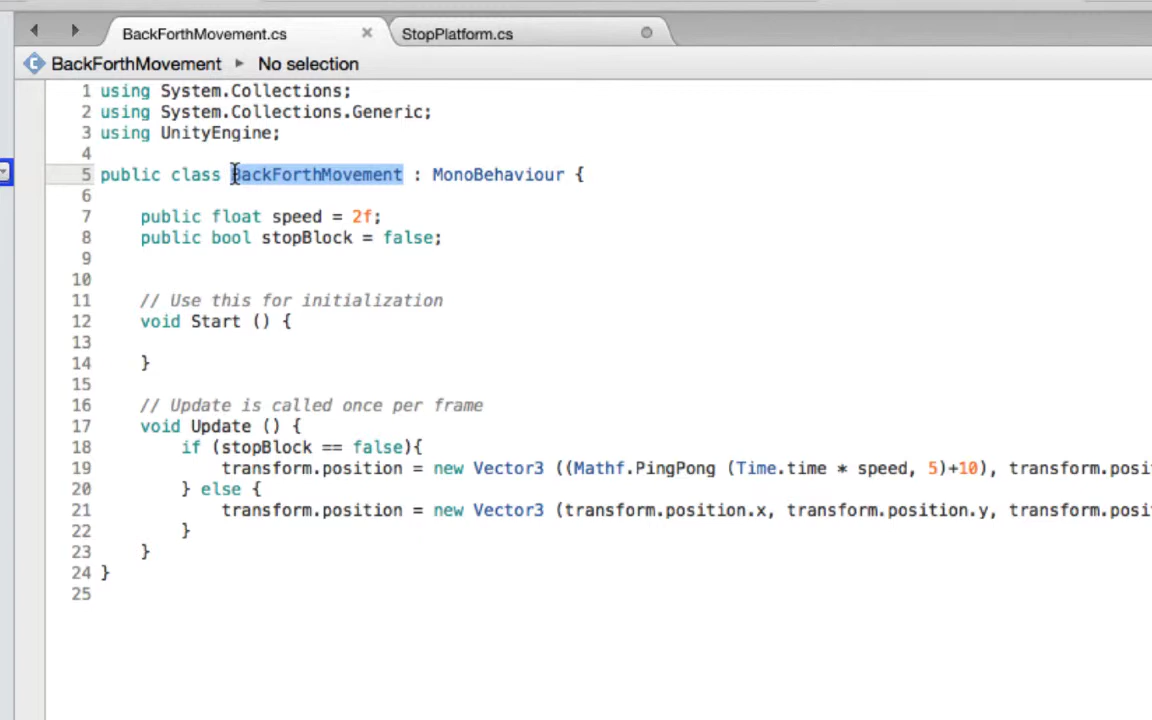 BackForthMovement.cs StopPlatform.cs
BackForthMovement No selection
1 using System.Collections;
2 using System.Collections.Generic;
3 using UnityEngine;
4
5 public class BackForthMovement : MonoBehaviour {
6
7 public float speed = 2f;
8 public bool stopBlock = false;
9
10
11 // Use this for initialization
12 void Start () {
13
14 }
15
16 // Update is called once per frame
17 void Update () {
18 if (stopBlock == false){
19 transform.position = new Vector3 ((Mathf.PingPong (Time.time * speed, 5)+10), transform.posi
20 } else {
21 transform.position = new Vector3 (transform.position.x, transform.position.y, transform.posi
22 }
23 }
24 }
25